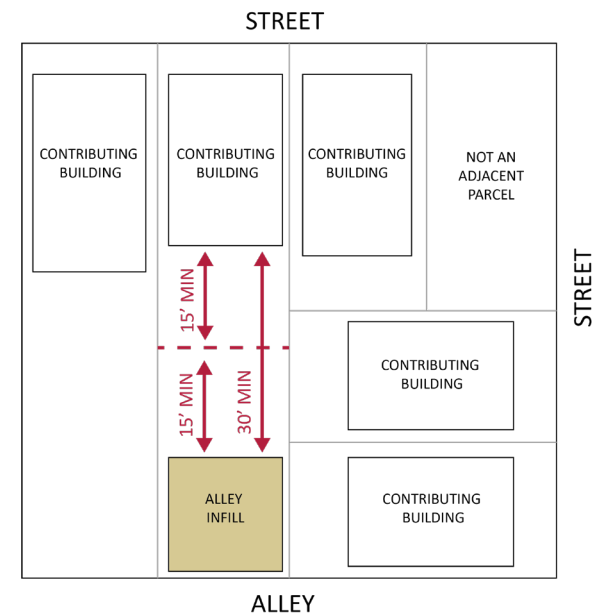 STREET
CONTRIBUTING
BUILDING
CONTRIBUTING
BUILDING
CONTRIBUTING
BUILDING
NOT AN
ADJACENT
PARCEL
STREET
15’ MIN
15’ MIN
30’ MIN
CONTRIBUTING
BUILDING
ALLEY
INFILL
CONTRIBUTING
BUILDING
ALLEY